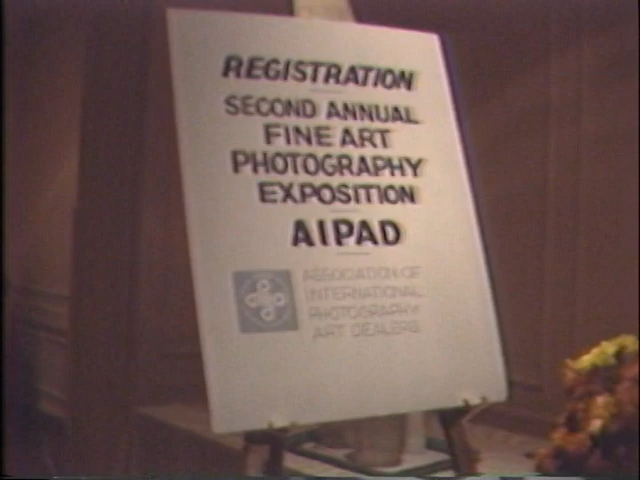 REGISTRATION
SECOND ANNUAL
FINE ART
PHOTOGRAPHY
EXPOSITION
AIPAD
ASSOCIATION OF
INTERNATIONAL
PHOTOGRAPHY
ART DEALERS